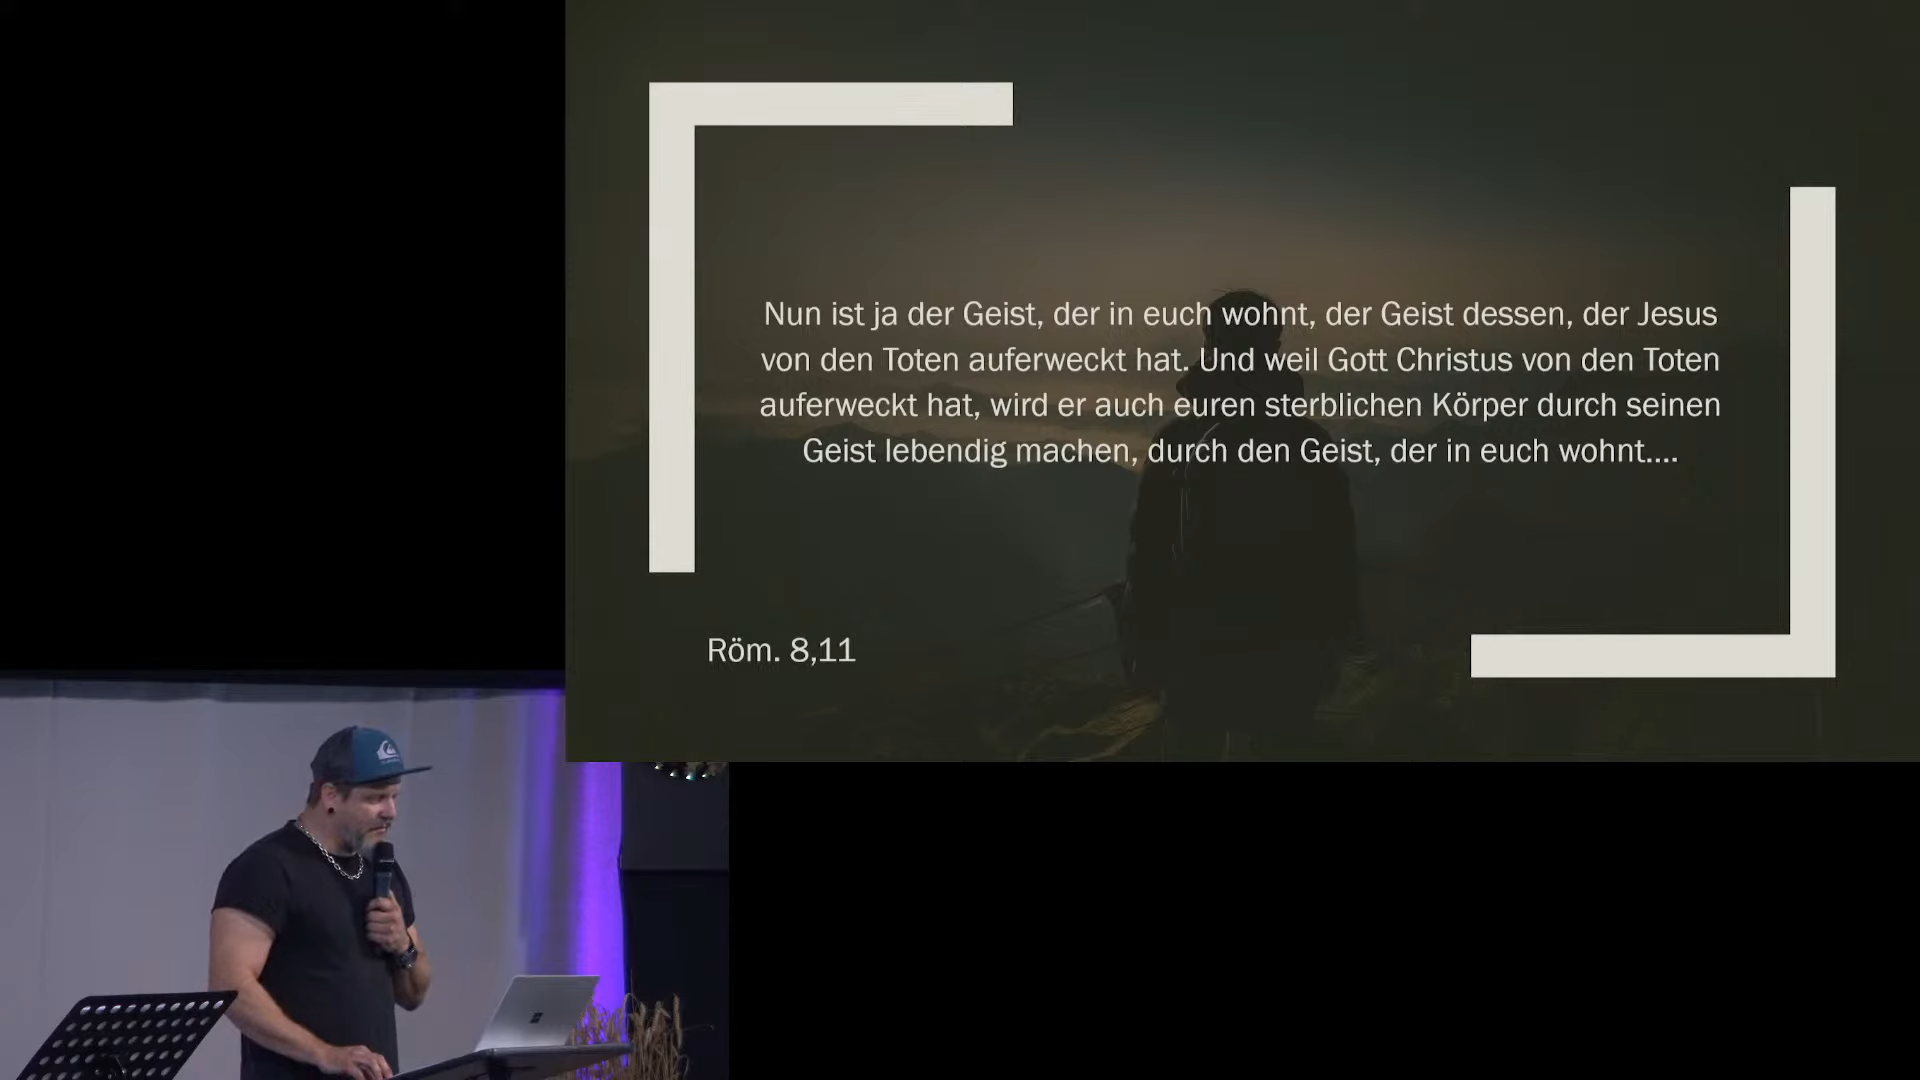 Nun ist ja der Geist, der in euch wohnt, der Geist dessen, der Jesus
von den Toten auferweckt hat. Und weil Gott Christus von den Toten
auferweckt hat, wird er auch euren sterblichen Körper durch seinen
Geist lebendig machen, durch den Geist, der in euch wohnt....
Röm. 8,11